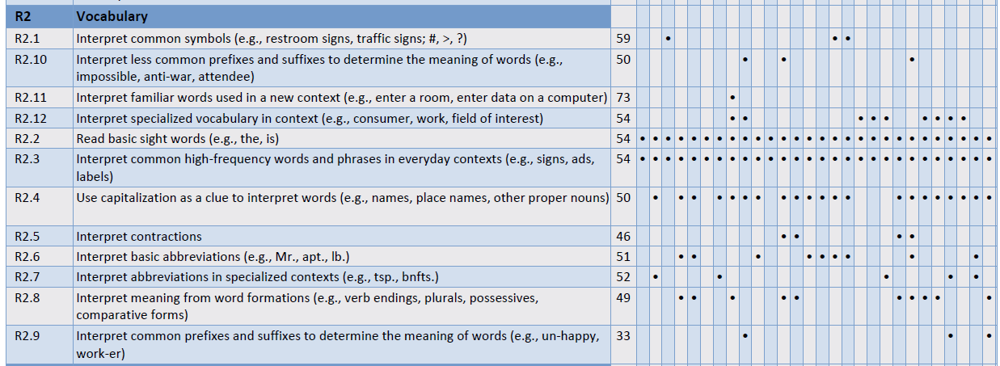 R2 Vocabulary
R2.1 Interpret common symbols (e.g., restroom signs, traffic signs; #, >, ?) 59
R2.10 Interpret less common prefixes and suffixes to determine the meaning of words (e.g., 50
impossible, anti-war, attendee)
R2.11 Interpret familiar words used in a new context (e.g., enter a room, enter data on a computer) 73
R2.12 Interpret specialized vocabulary in context (e.g., consumer, work, field of interest) 54
R2.2 Read basic sight words (e.g., the, is) 54
R2.3 Interpret common high-frequency words and phrases in everyday contexts (e.g., signs, ads, 54
labels)
R2.4 Use capitalization as a clue to interpret words (e.g., names, place names, other proper nouns) 50
R2.5 Interpret contractions 46
R2.6 Interpret basic abbreviations (e.g., Mr., apt., lb.) 51
R2.7 Interpret abbreviations in specialized contexts (e.g., tsp., bnfts.) 52
R2.8 Interpret meaning from word formations (e.g., verb endings, plurals, possessives, 49
comparative forms)
R2.9 Interpret common prefixes and suffixes to determine the meaning of words (e.g., un-happy, 33
work-er)